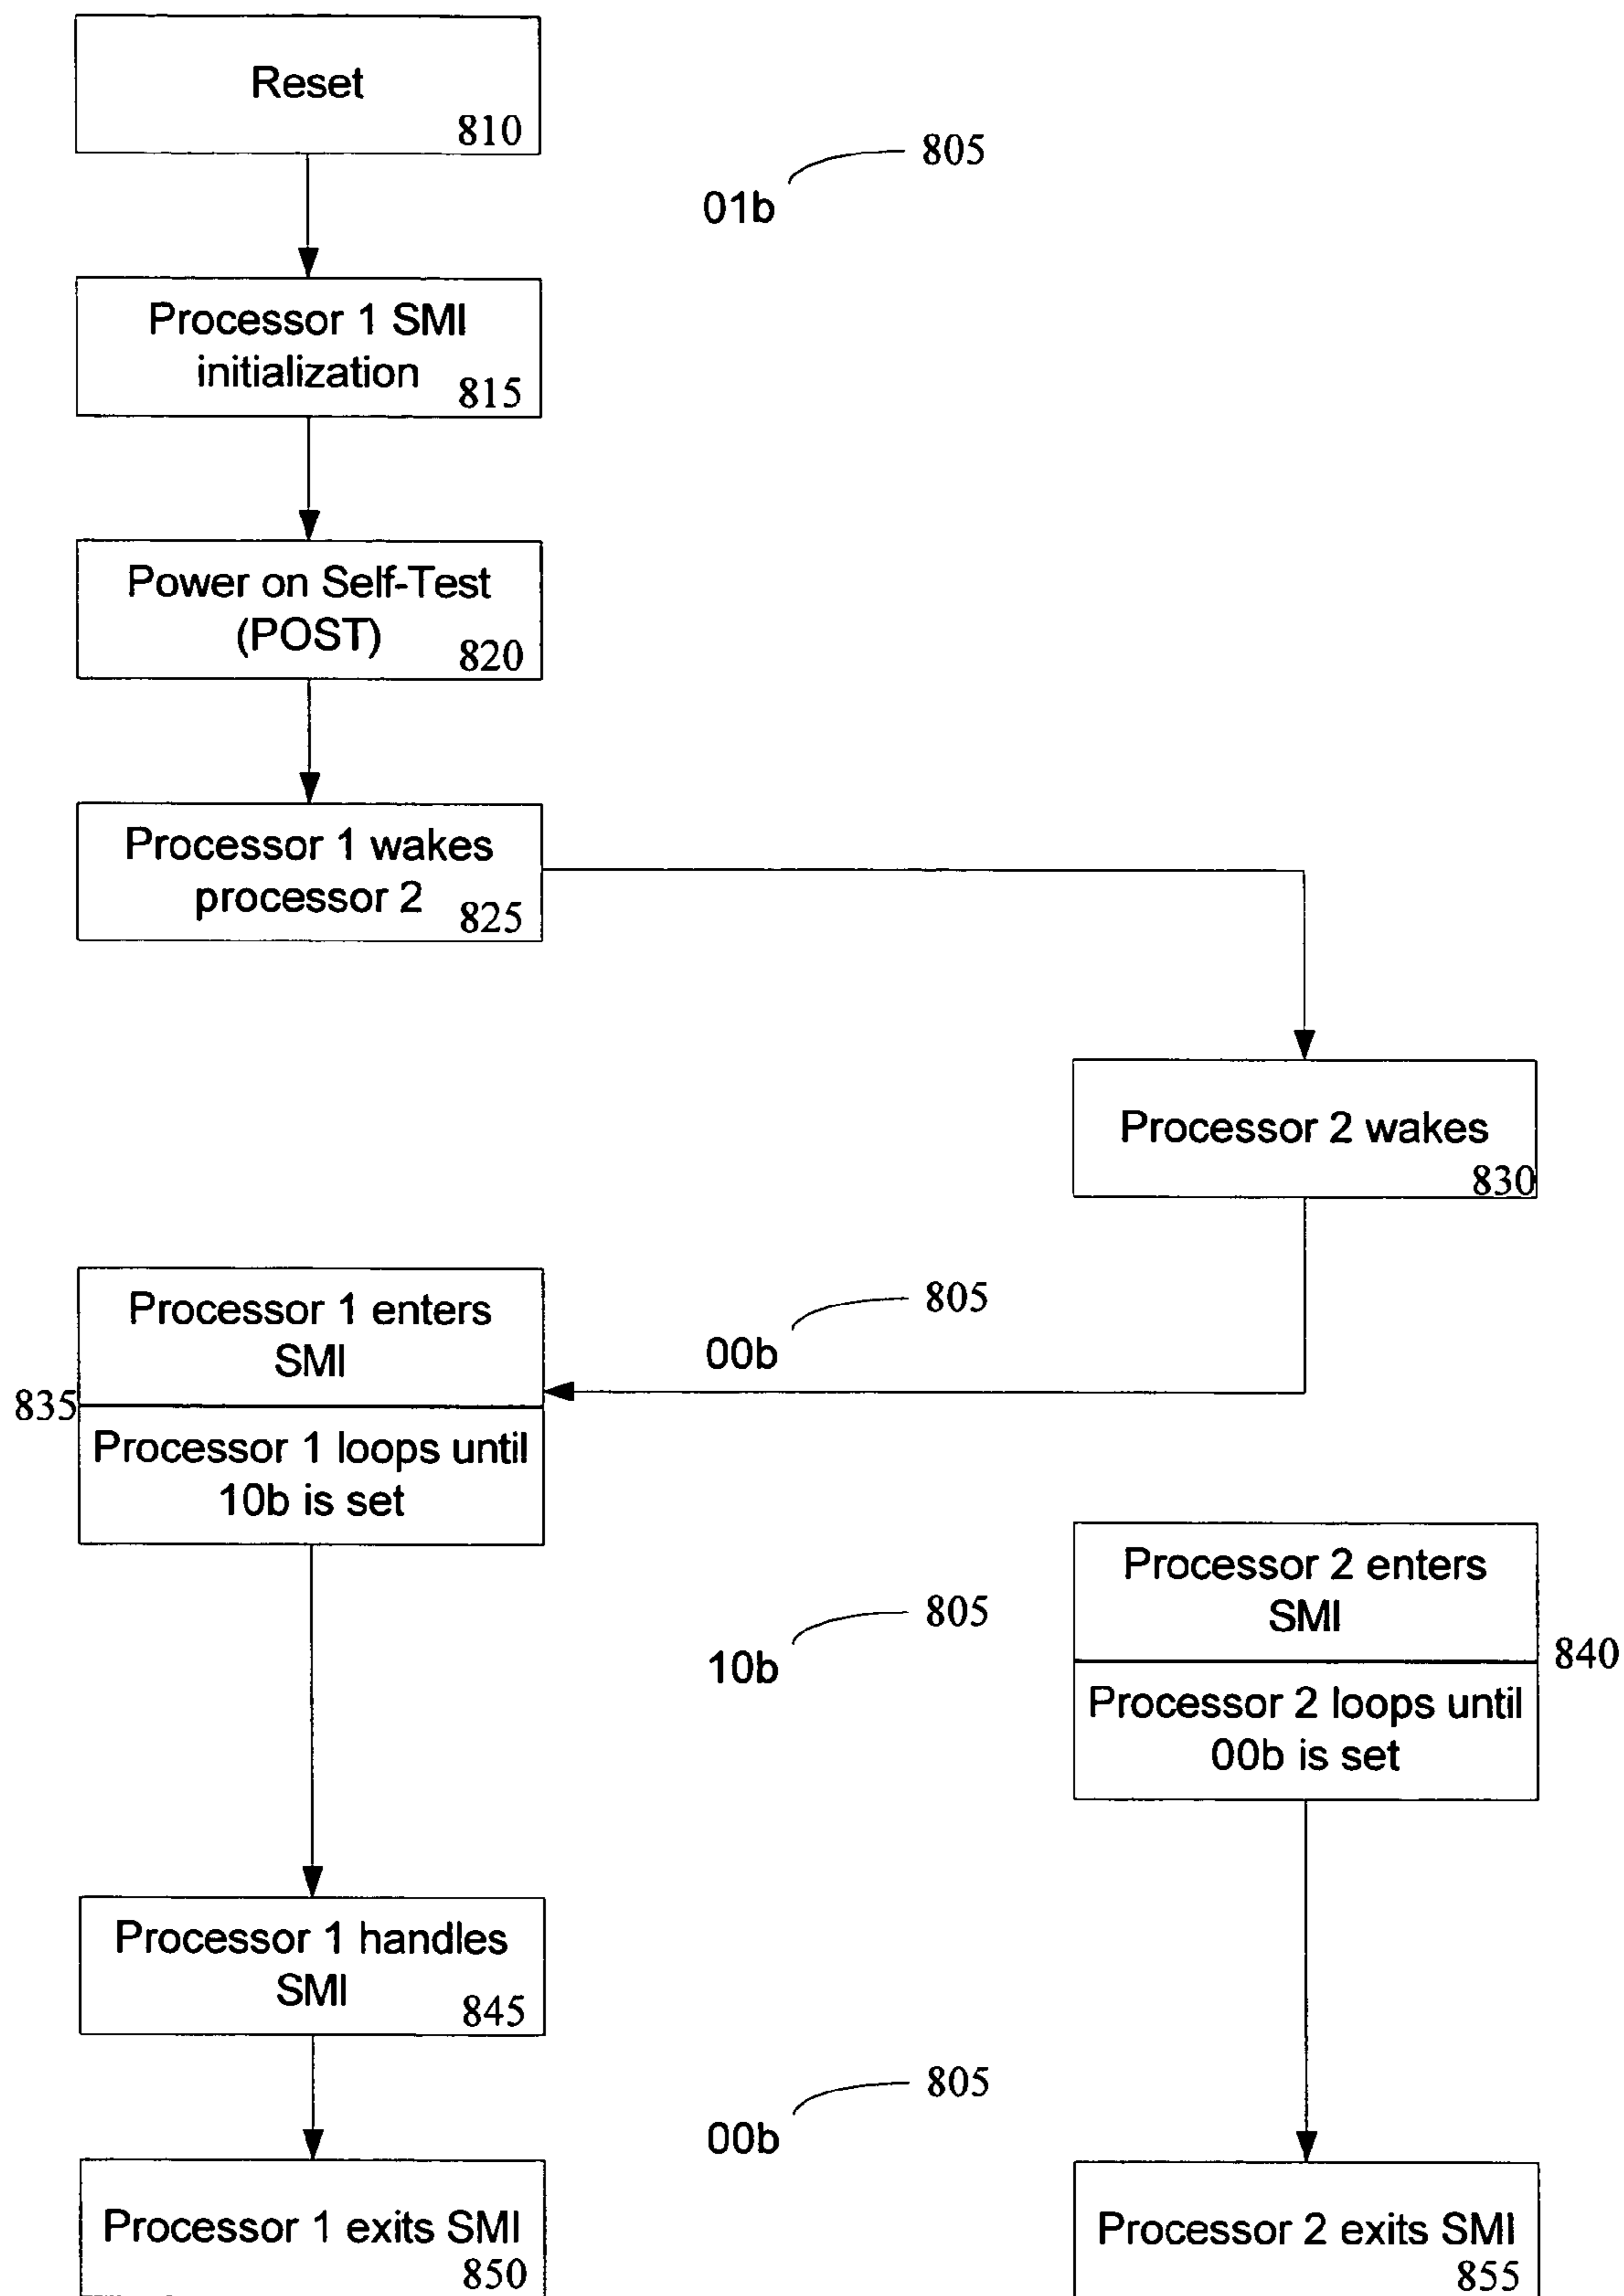 Reset
810
805
01b
Processor 1 SMI
initialization
815
Power on Self-Test
(POST)
820
Processor 1 wakes
processor 2
825
Processor 2 wakes
830
Processor 1 enters
SMI
805
00b
835
Processor 1 loops until
10b is set
Processor 2 enters
SMI
805
10b
840
Processor 2 loops until
00b is set
Processor 1 handles
SMI
845
805
00b
Processor 1 exits SMI
850
Processor 2 exits SMI
855